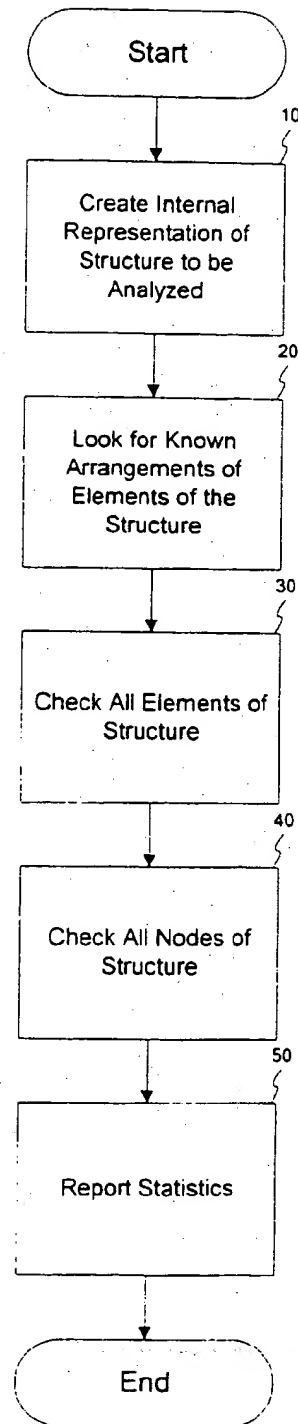 Start
10
Create Internal
Representation of
Structure to be
Analyzed
20
Look for Known
Arrangements of
Elements of the
Structure
30
Check All Elements of
Structure
40
Check All Nodes of
Structure
50
Report Statistics
End